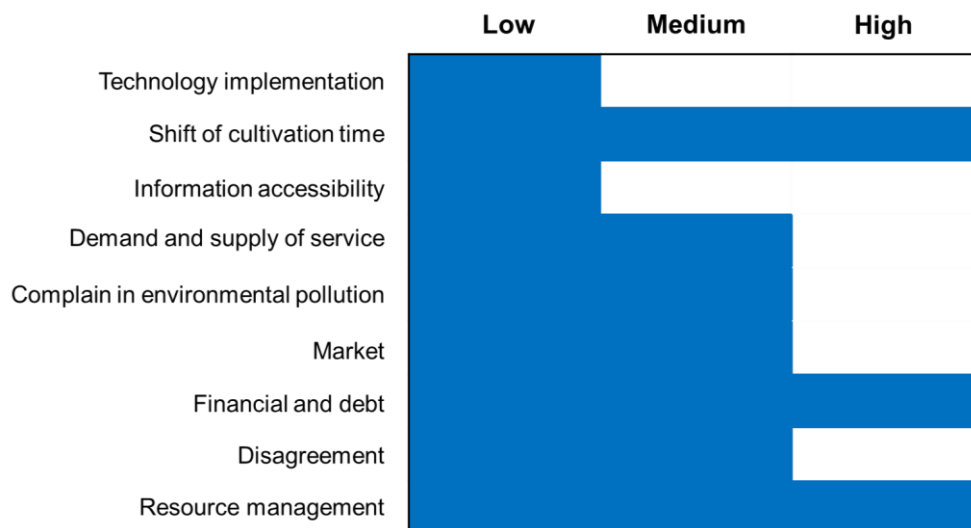 Low Medium High
Technology implementation
Shift of cultivation time
Information accessibility
Demand and supply of service
Complain in environmental pollution
Market
Financial and debt
Disagreement
Resource management